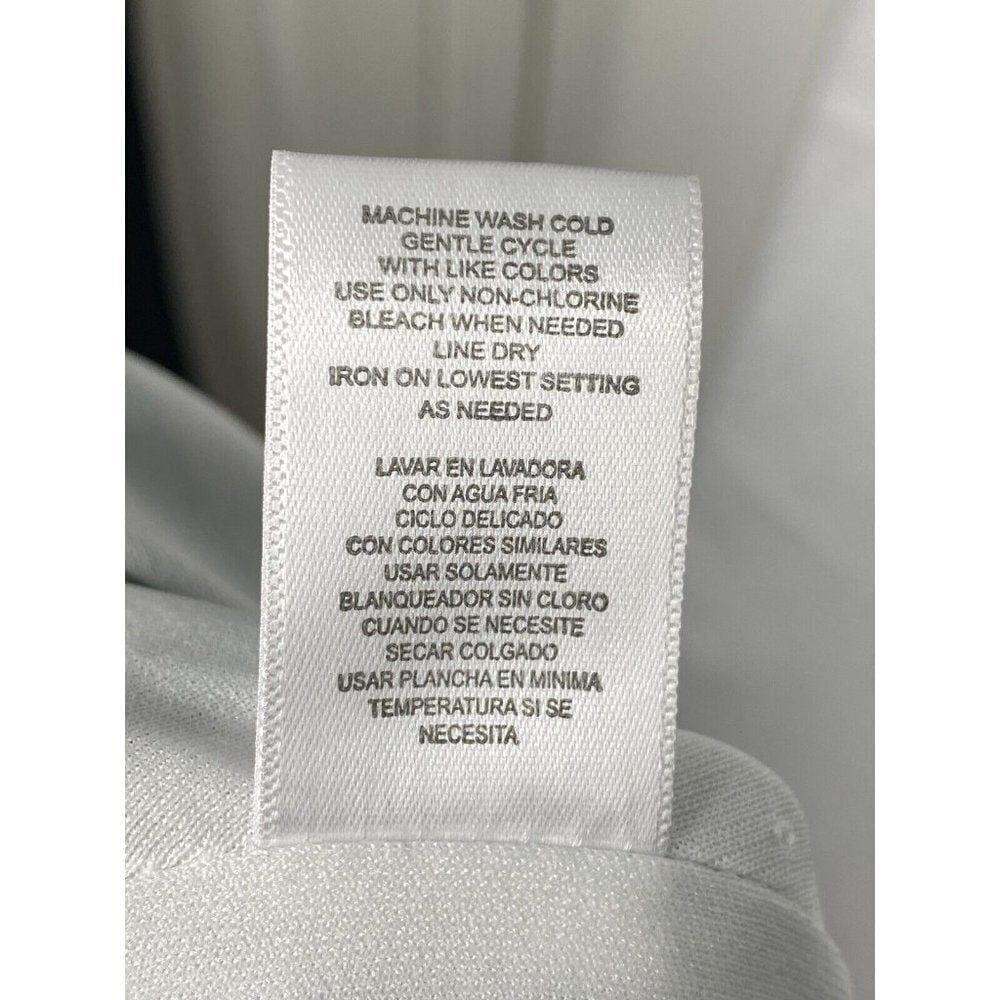 MACHINE WASH COLD
GENTLE CYCLE
WITH LIKE COLORS
USE ONLY NON-CHLORINE
BLEACH WHEN NEEDED
LINE DRY
IRON ON LOWEST SETTING
AS NEEDED
LAVAR EN LAVADORA
CON AGUA FRIA
CICLO DELICADO
CON COLORES SIMILARES
USAR SOLAMENTE
BLANQUEADOR SIN CLORO
CUANDO SE NECESITE
SECAR COLGADO
USAR PLANCHA EN MINIMA
TEMPERATURA SI SE
NECESITA